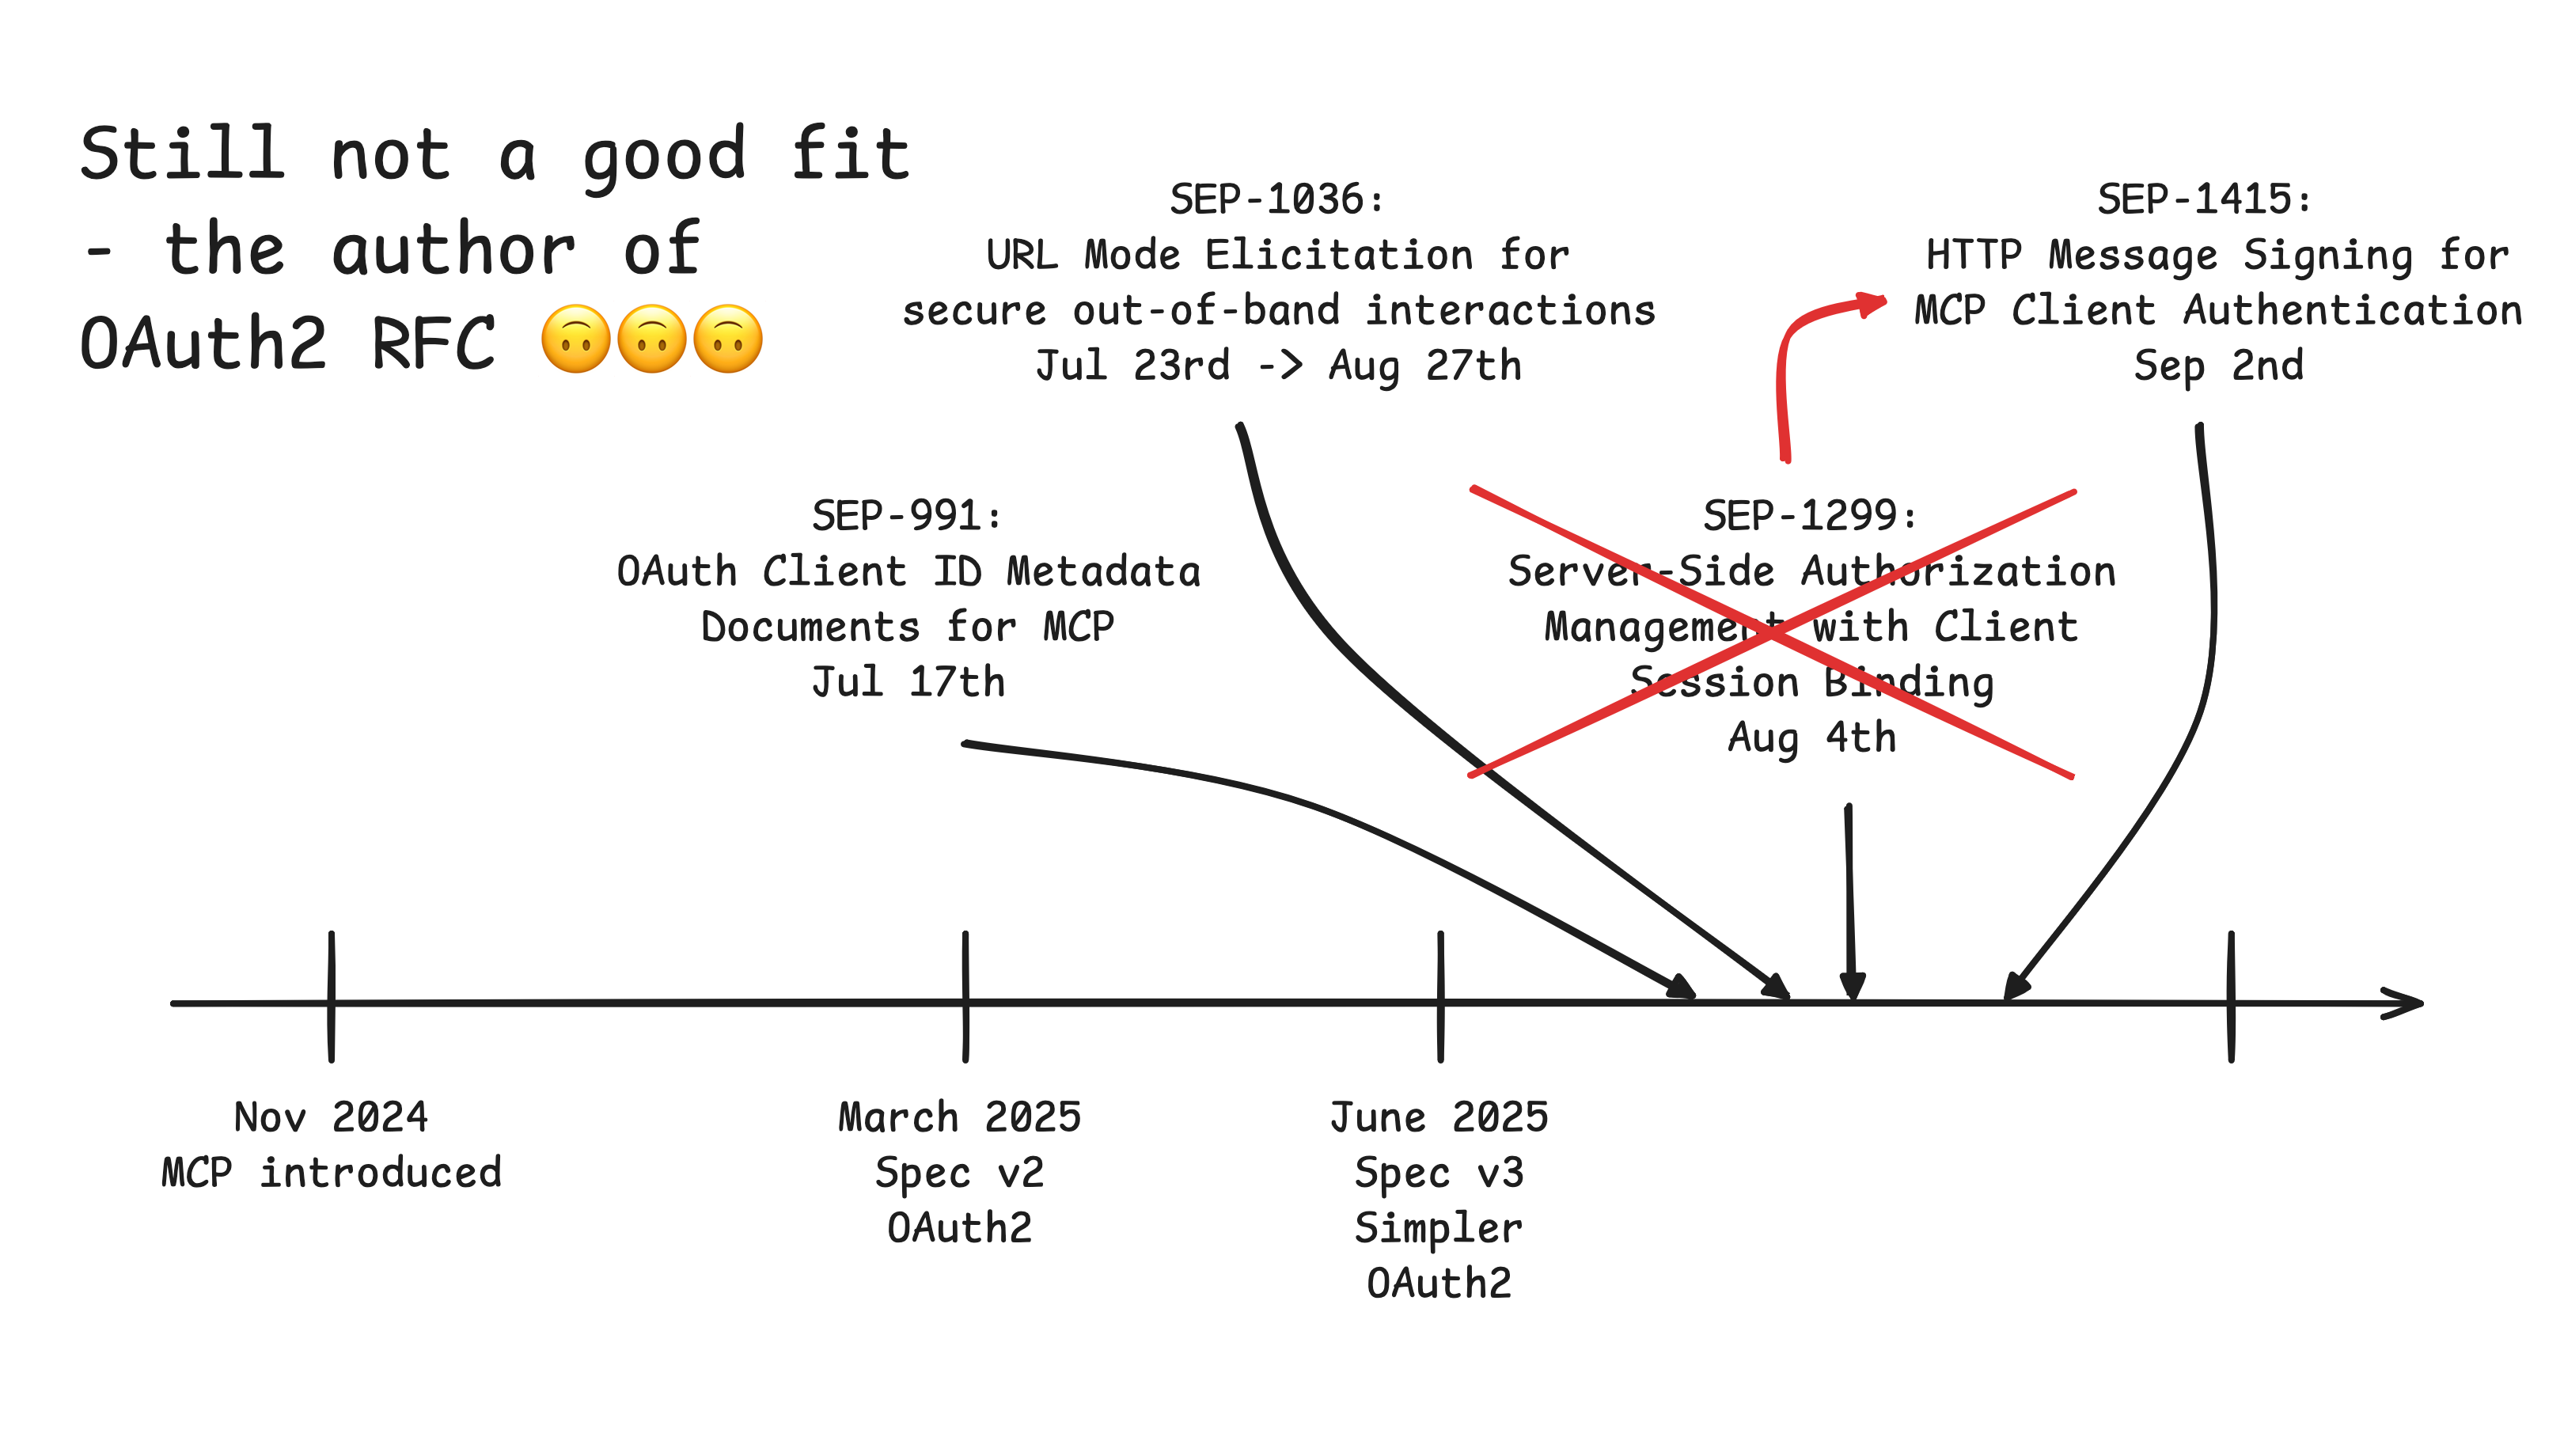 Still not a good fit
- the author of
OAuth2 RFC 🙃🙃🙃
SEP-1036:
URL Mode Elicitation for
secure out-of-band interactions
Jul 23rd -> Aug 27th
SEP-1415:
HTTP Message Signing for
MCP Client Authentication
Sep 2nd
SEP-991:
OAuth Client ID Metadata
Documents for MCP
Jul 17th
SEP-1299:
Server-Side Authorization
Management with Client
Session Binding
Aug 4th
Nov 2024
MCP introduced
March 2025
Spec v2
OAuth2
June 2025
Spec v3
Simpler
OAuth2